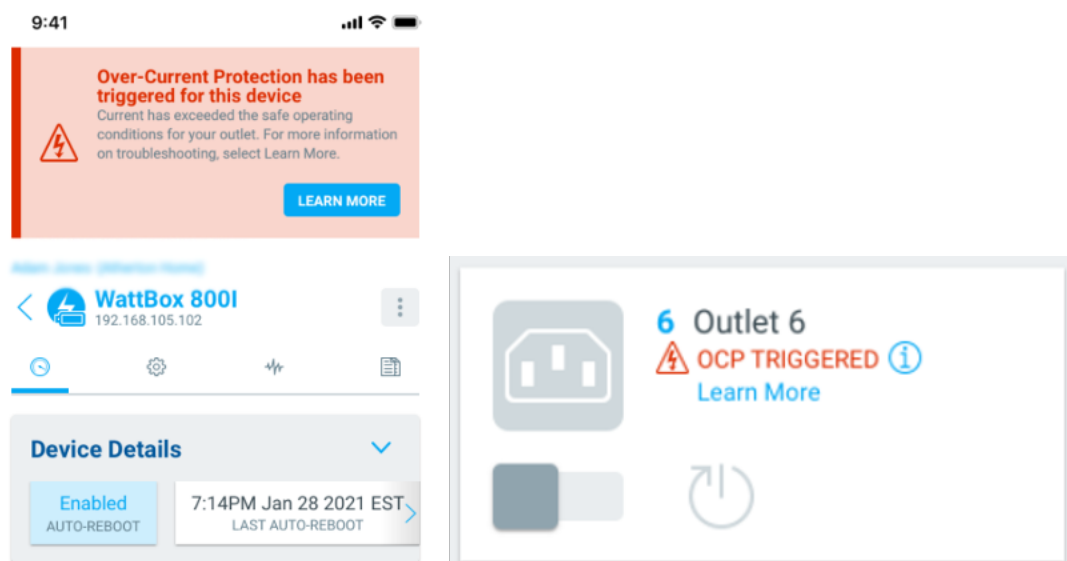 9:41
Over-Current Protection has been
triggered for this device
Current has exceeded the safe operating
conditions for your outlet. For more information
on troubleshooting, select Learn More.
LEARN MORE
WattBox 800I
192.168.105.102
Device Details
Enabled
AUTO-REBOOT
7:14PM Jan 28 2021 EST
LAST AUTO-REBOOT
6 Outlet 6
OCP TRIGGERED
Learn More